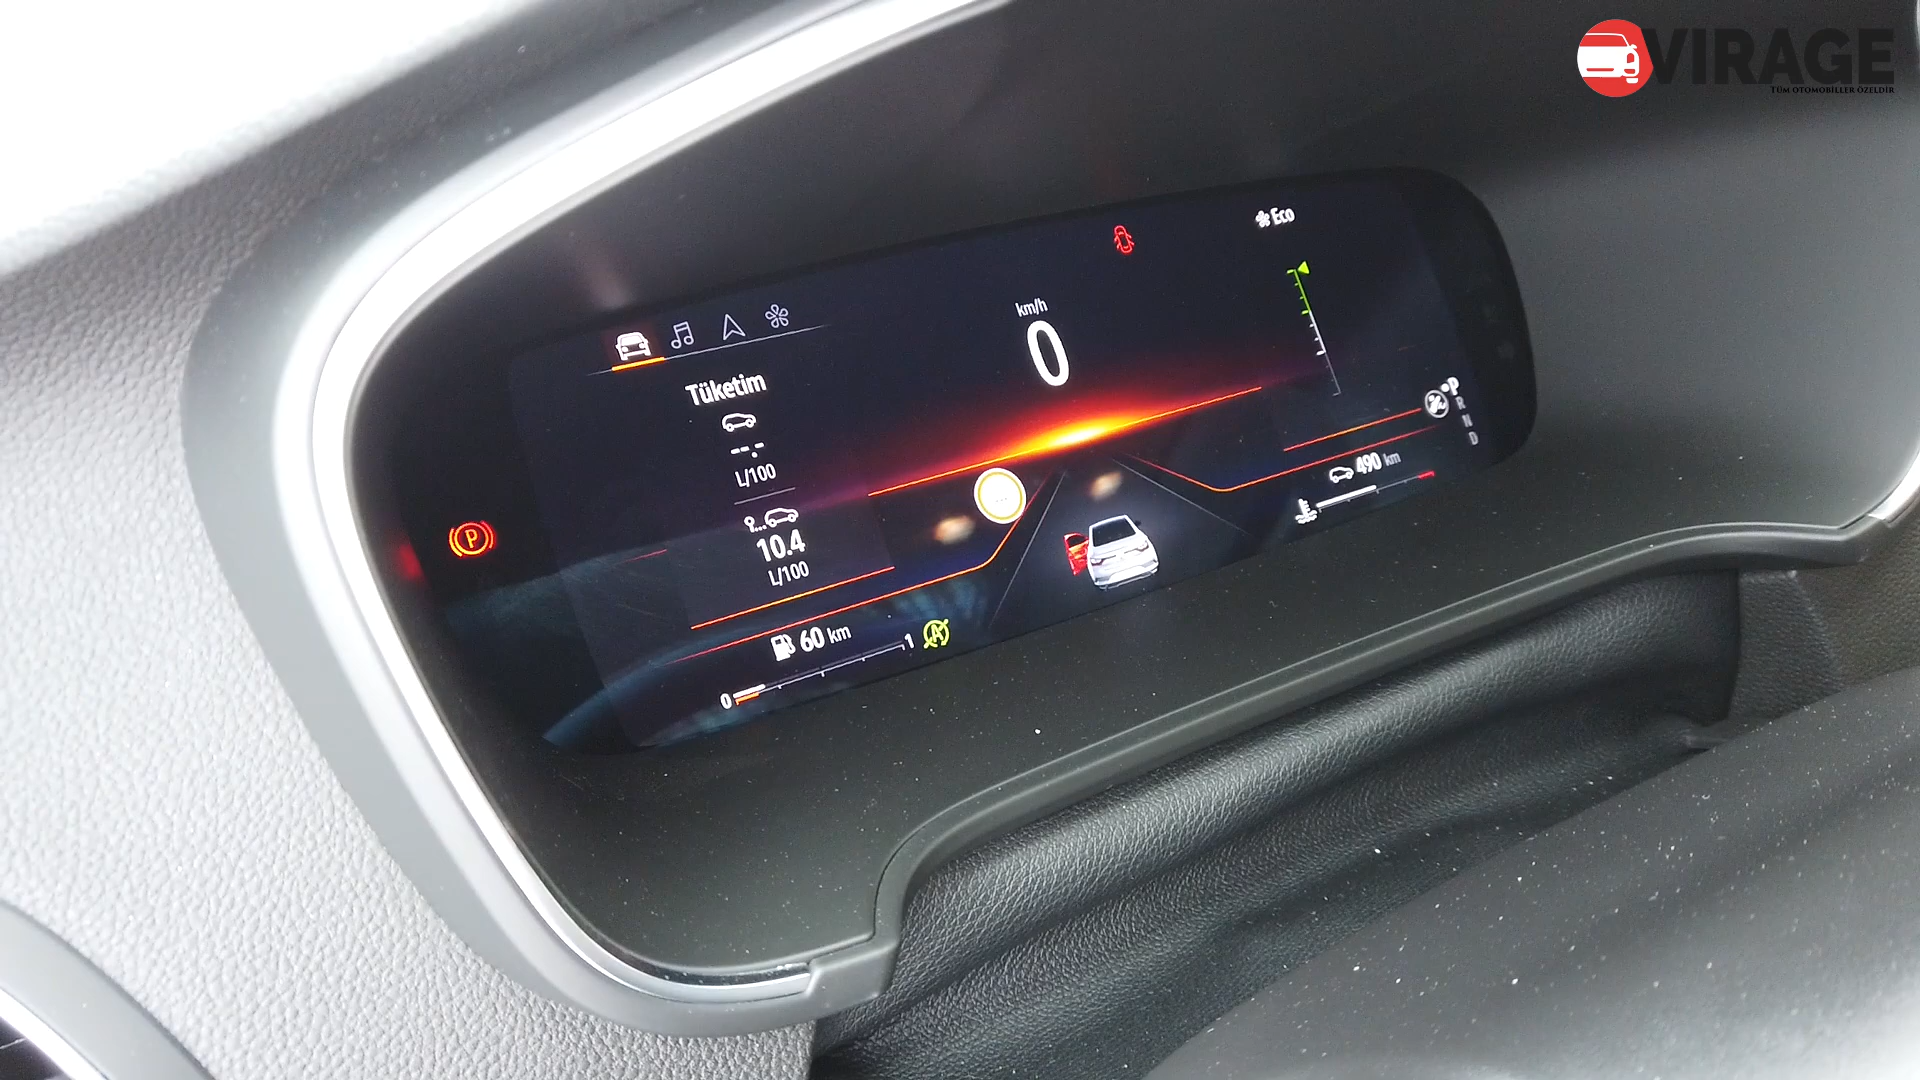 VIRAGE
TÜM OTOMOBİLLER ÖZELDİR
Eco
km/h
0
Tüketim
--.-
L/100
10.4
L/100
P
R
N
D
490 km
P
60 km
0
1
A